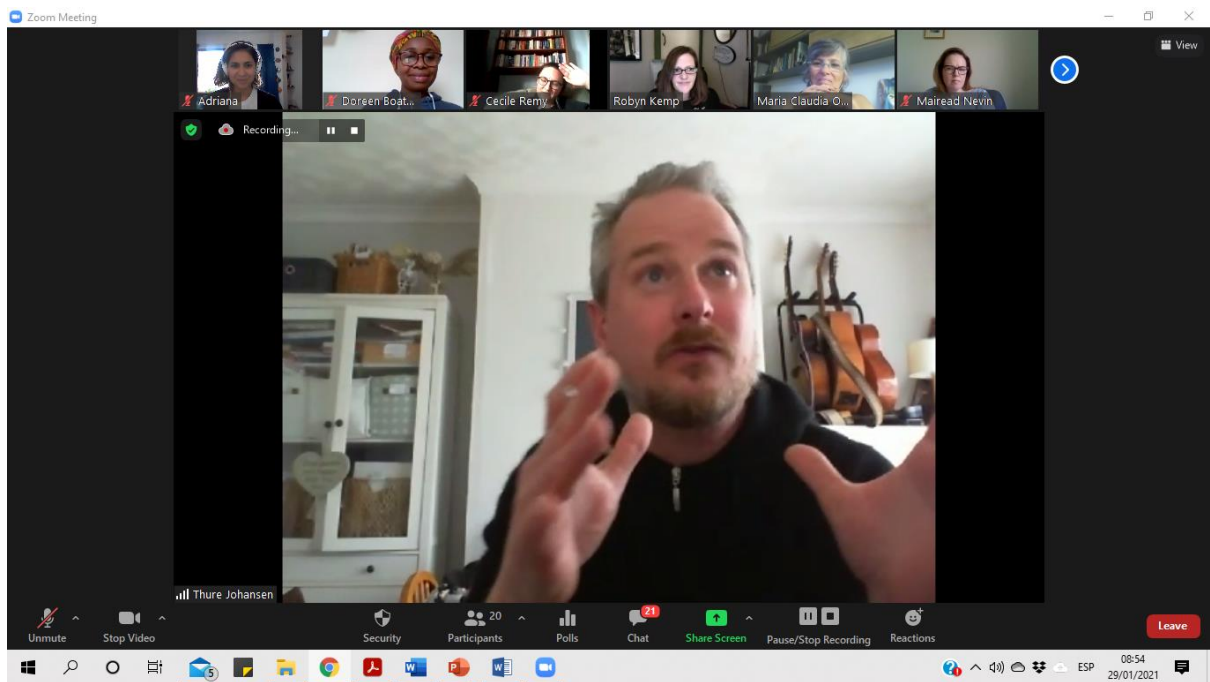 Zoom Meeting
View
Adriana
Doreen Boat...
Cecile Remy
Robyn Kemp
Maria Claudia O...
Mairead Nevin
Recording...
Thure Johansen
Unmute
Stop Video
Security
20
Participants
Polls
21
Chat
Share Screen
Pause/Stop Recording
Reactions
Leave
5
ESP
08:54
29/01/2021